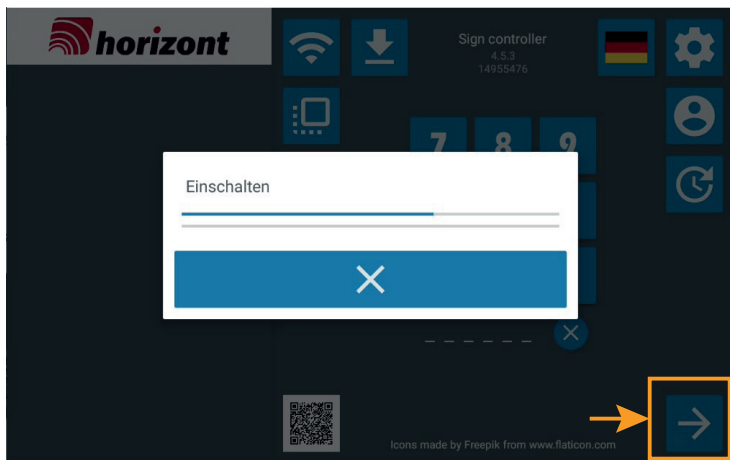 horizont
Sign controller
4.5.3
14955476
7 8 9
Einschalten
_ _ _ _ _ _
Icons made by Freepik from www.flaticon.com